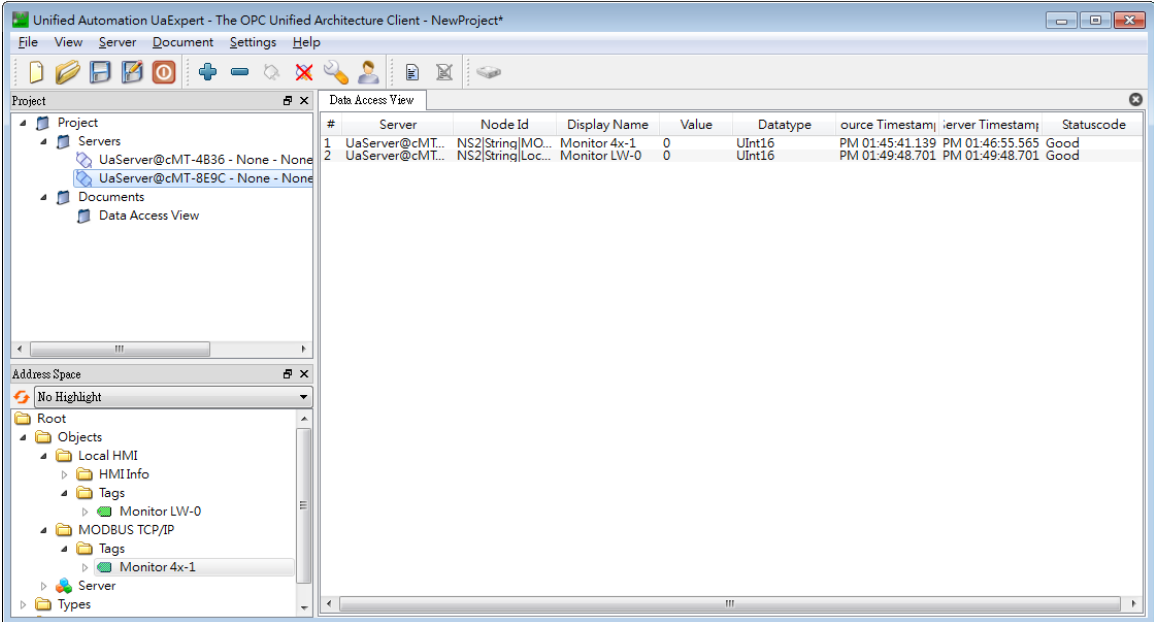 Unified Automation UaExpert - The OPC Unified Architecture Client - NewProject*
File View Server Document Settings Help
Project
Project
Servers
UaServer@cMT-4B36 - None - None
UaServer@cMT-8E9C - None - None
Documents
Data Access View
Address Space
No Highlight
Root
Objects
Local HMI
HMI Info
Tags
Monitor LW-0
MODBUS TCP/IP
Tags
Monitor 4x-1
Server
Types
Data Access View
# Server Node Id Display Name Value Datatype ource Timestamp Server Timestamp Statuscode
1 UaServer@cMT... NS2|String|MO... Monitor 4x-1 0 UInt16 PM 01:45:41.139 PM 01:46:55.565 Good
2 UaServer@cMT... NS2|String|Loc... Monitor LW-0 0 UInt16 PM 01:49:48.701 PM 01:49:48.701 Good